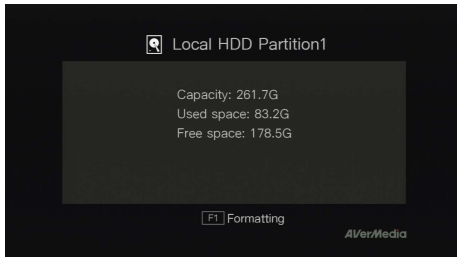 Local HDD Partition1
Capacity: 261.7G
Used space: 83.2G
Free space: 178.5G
F1 Formatting
AVerMedia